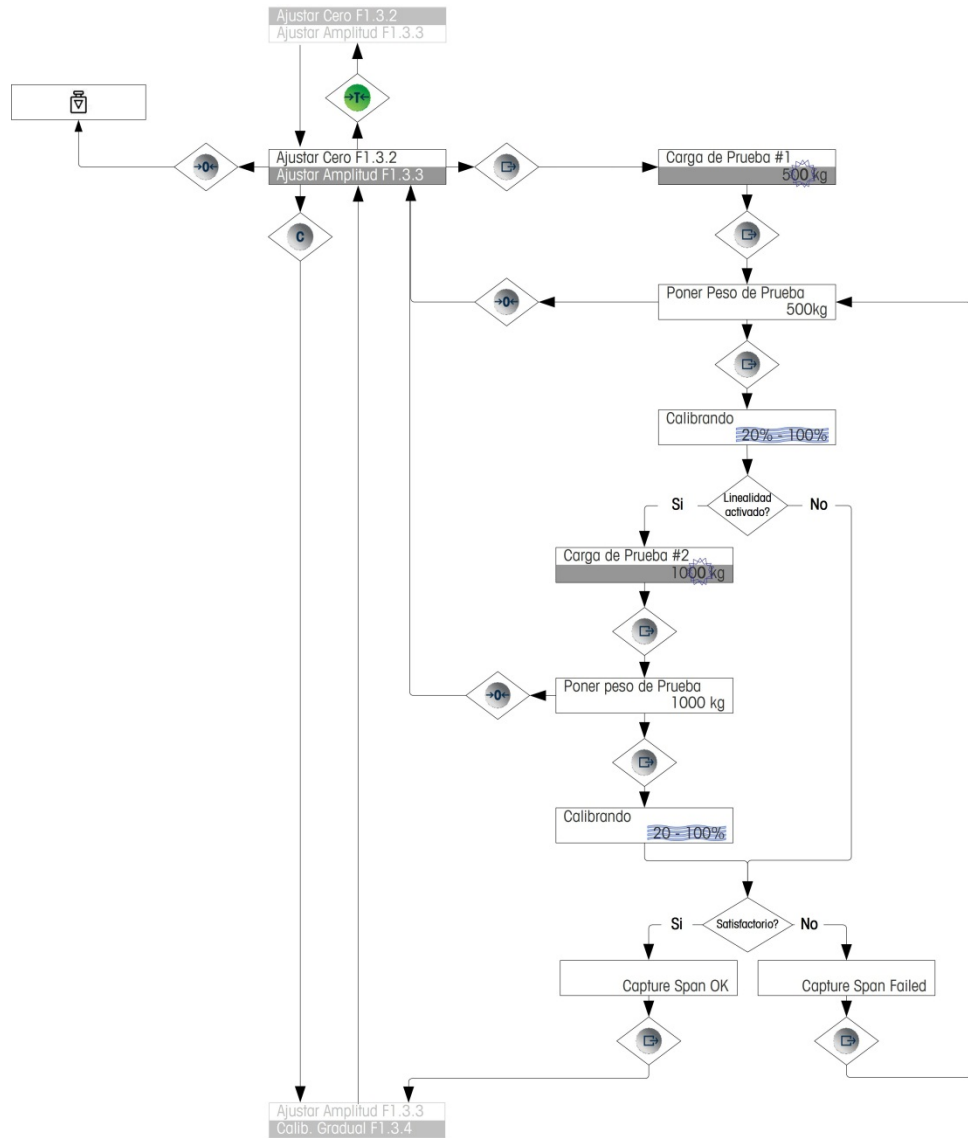 Ajustar Cero F1.3.2
Ajustar Amplitud F1.3.3
→T←
→0←
Ajustar Cero F1.3.2
Ajustar Amplitud F1.3.3
Carga de Prueba #1
500 kg
C
Poner Peso de Prueba
500kg
→0←
Calibrando
20% - 100%
Linealidad
activado?
Si
No
Carga de Prueba #2
1000 kg
Poner peso de Prueba
1000 kg
→0←
Calibrando
20 - 100%
Satisfactorio?
Si
No
Capture Span OK
Capture Span Failed
Ajustar Amplitud F1.3.3
Calib. Gradual F1.3.4